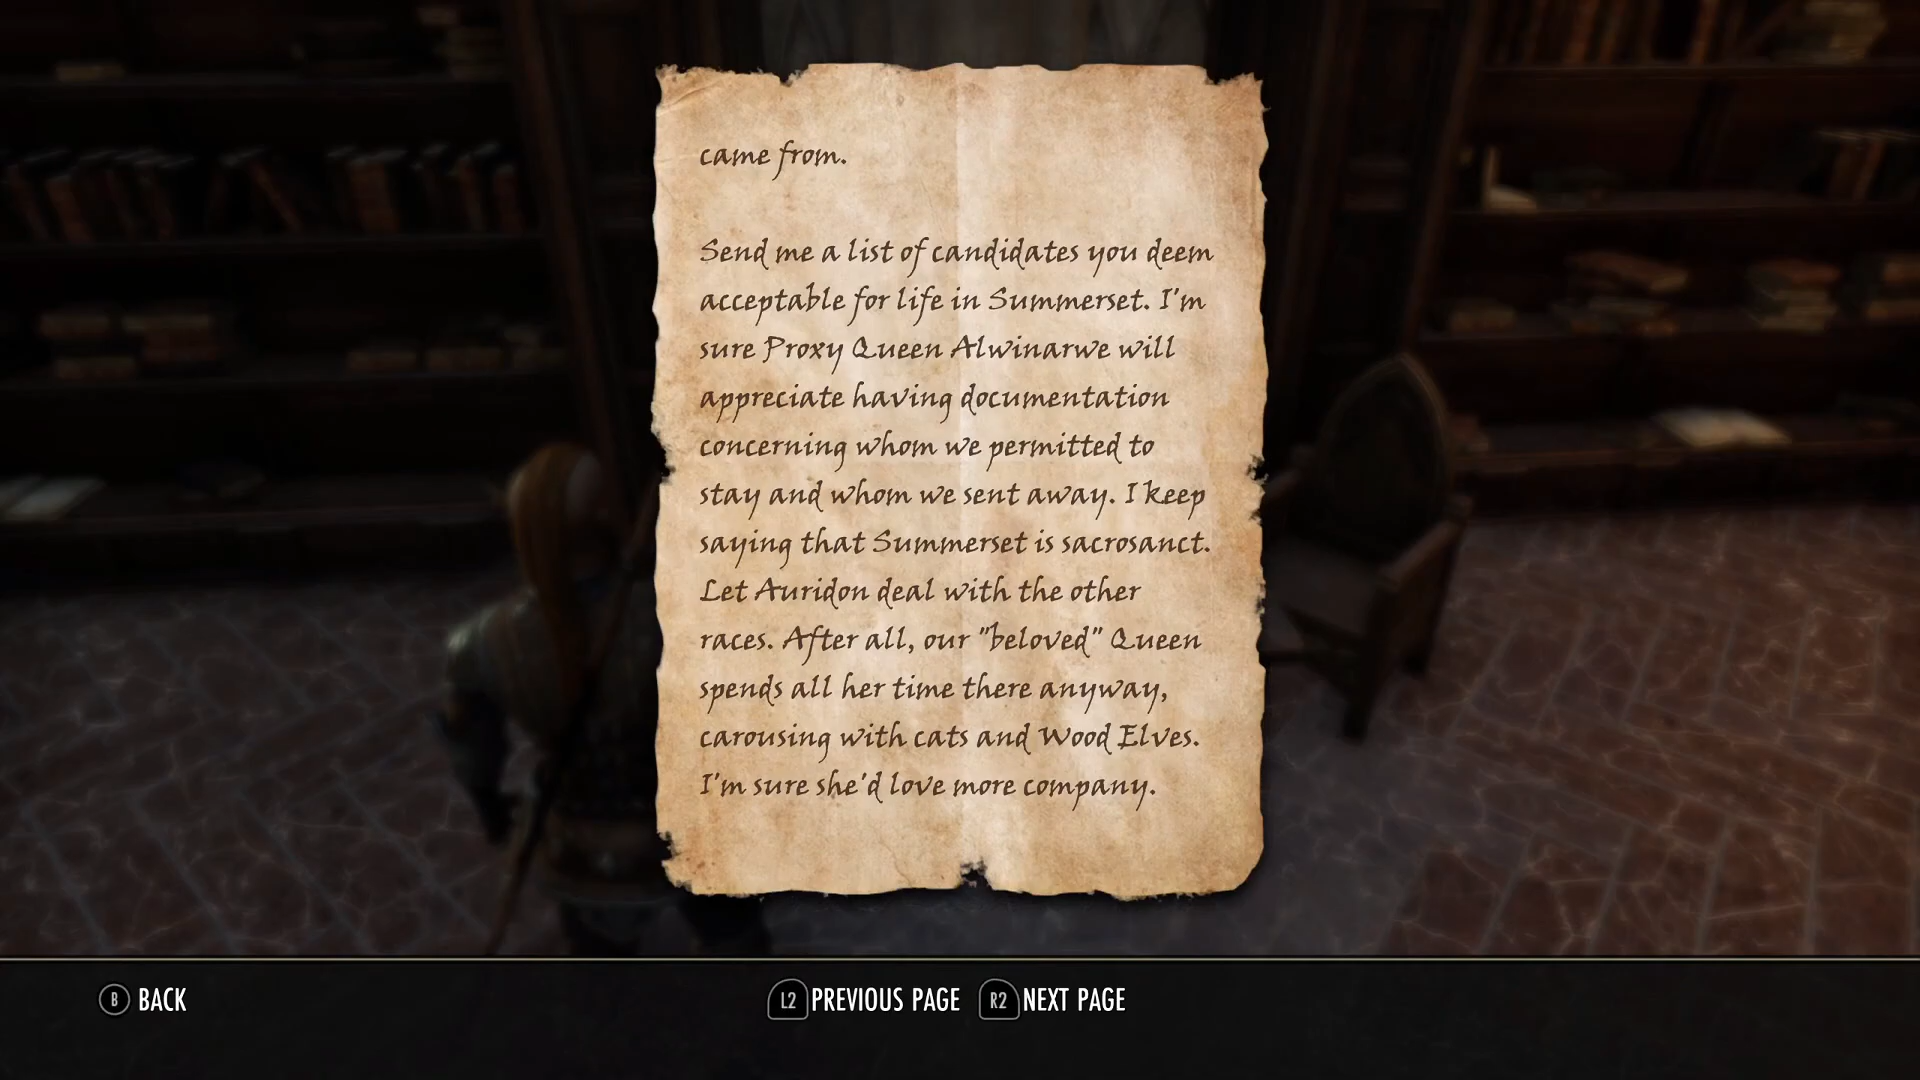 came from.
Send me a list of candidates you deem
acceptable for life in Summerset. I'm
sure Proxy Queen Alwinarwe will
appreciate having documentation
concerning whom we permitted to
stay and whom we sent away. I keep
saying that Summerset is sacrosanct.
Let Auridon deal with the other
races. After all, our "beloved" Queen
spends all her time there anyway,
carousing with cats and Wood Elves.
I'm sure she'd love more company.
B BACK
L2 PREVIOUS PAGE R2 NEXT PAGE